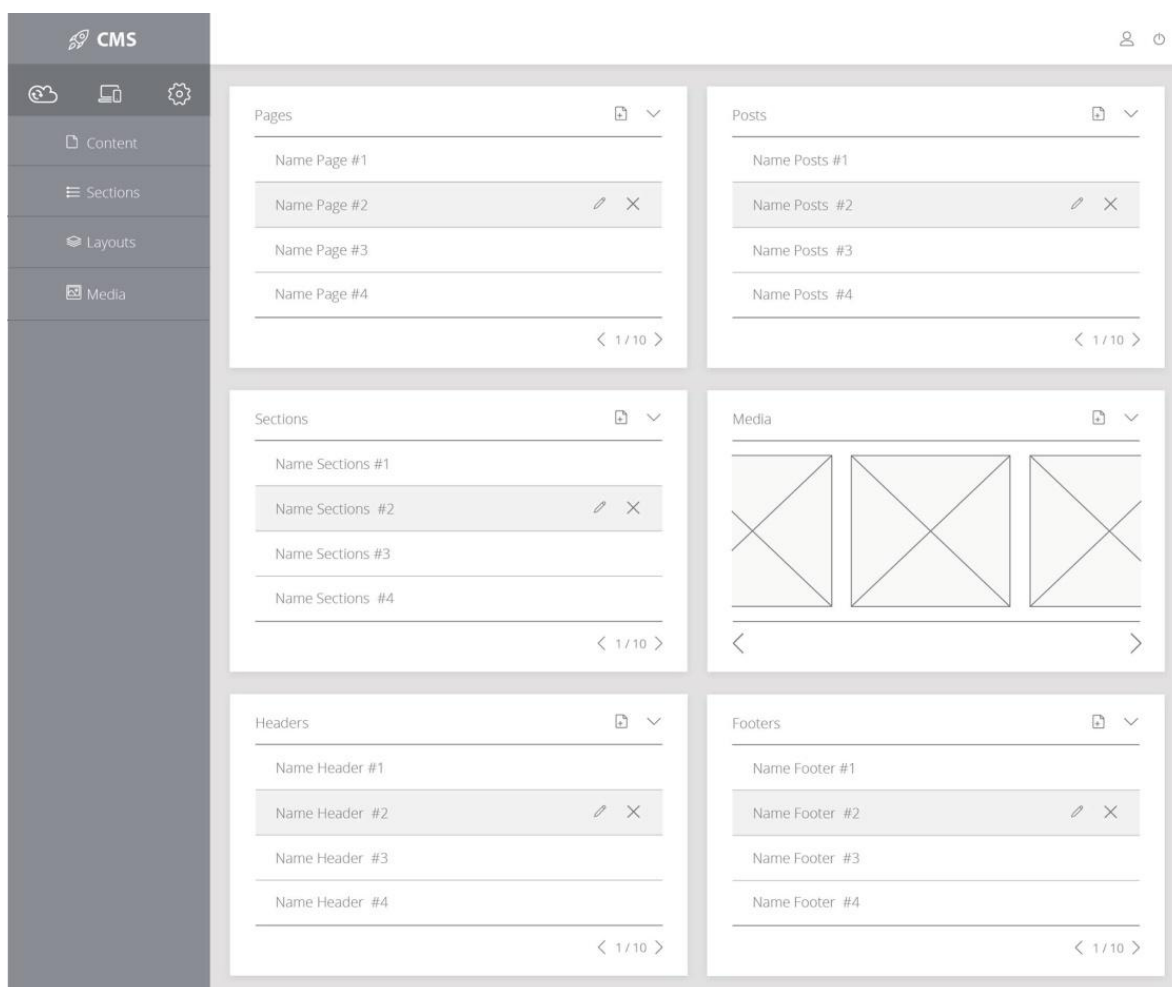 CMS
Content
Sections
Layouts
Media
Pages
Name Page #1
Name Page #2
Name Page #3
Name Page #4
1 / 10
Posts
Name Posts #1
Name Posts #2
Name Posts #3
Name Posts #4
1 / 10
Sections
Name Sections #1
Name Sections #2
Name Sections #3
Name Sections #4
1 / 10
Media
Headers
Name Header #1
Name Header #2
Name Header #3
Name Header #4
1 / 10
Footers
Name Footer #1
Name Footer #2
Name Footer #3
Name Footer #4
1 / 10